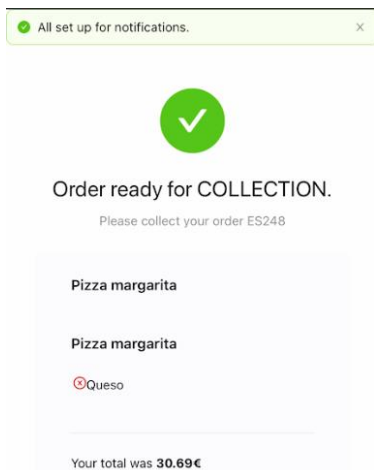 All set up for notifications.
Order ready for COLLECTION.
Please collect your order ES248
Pizza margarita
Pizza margarita
Queso
Your total was 30.69€